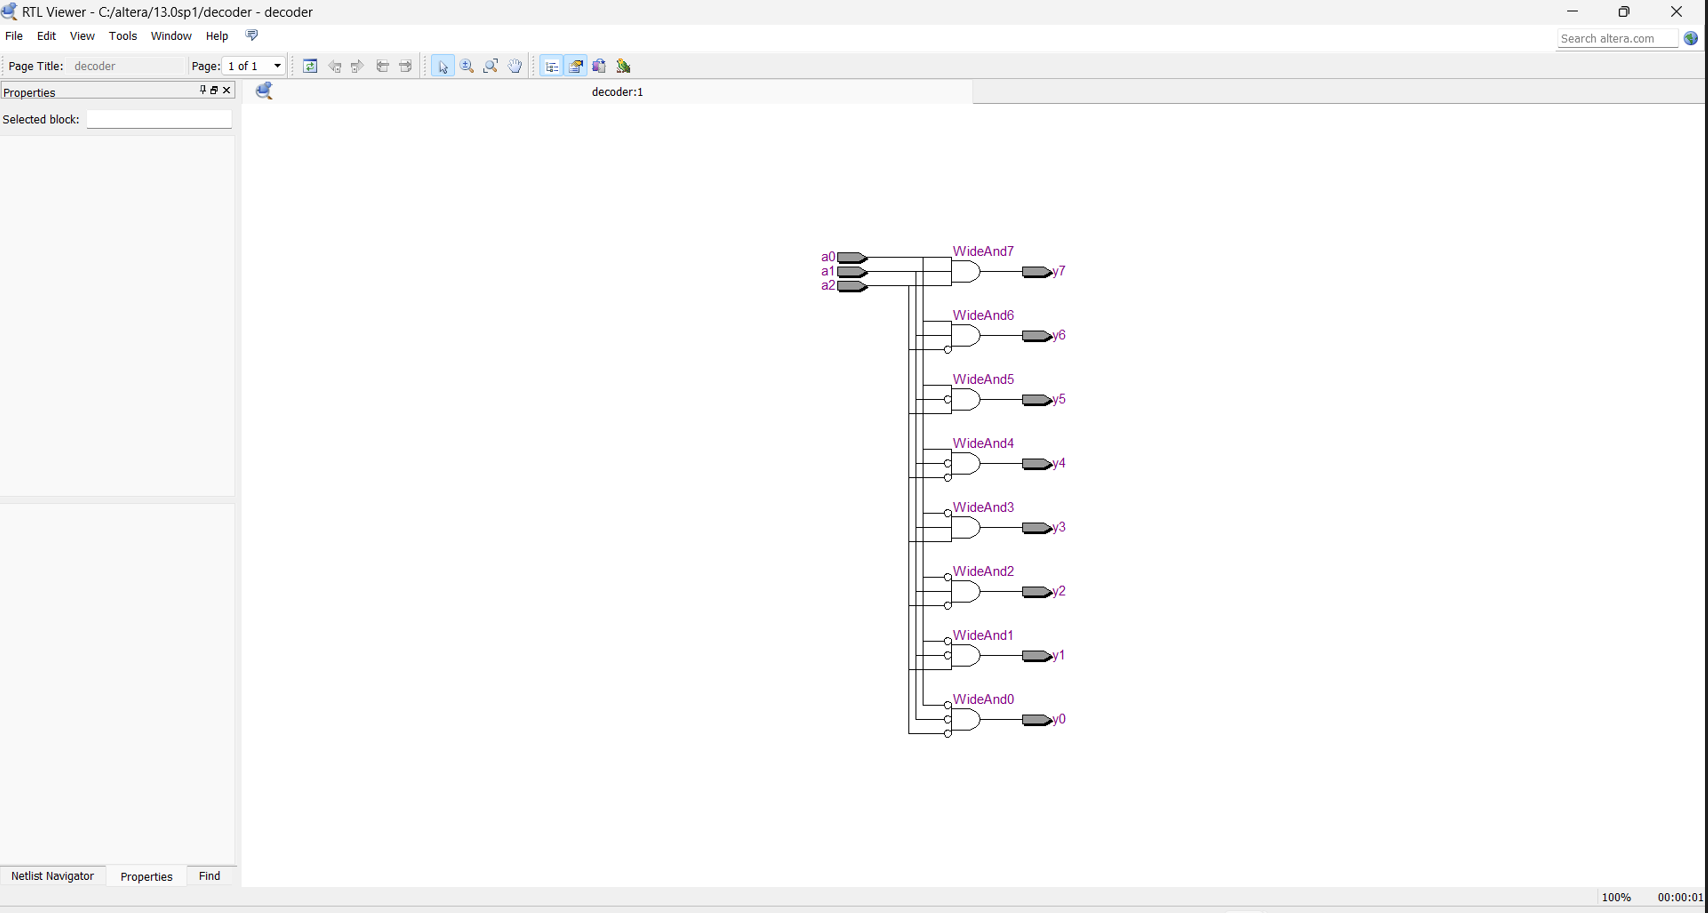 RTL Viewer - C:/altera/13.0sp1/decoder - decoder
File Edit View Tools Window Help
Search altera.com
Page Title: decoder Page: 1 of 1
Properties
decoder:1
Selected block:
WideAnd7
a0
a1
y7
a2
WideAnd6
y6
WideAnd5
y5
WideAnd4
y4
WideAnd3
y3
WideAnd2
y2
WideAnd1
y1
WideAnd0
y0
Netlist Navigator Properties Find
100% 00:00:01